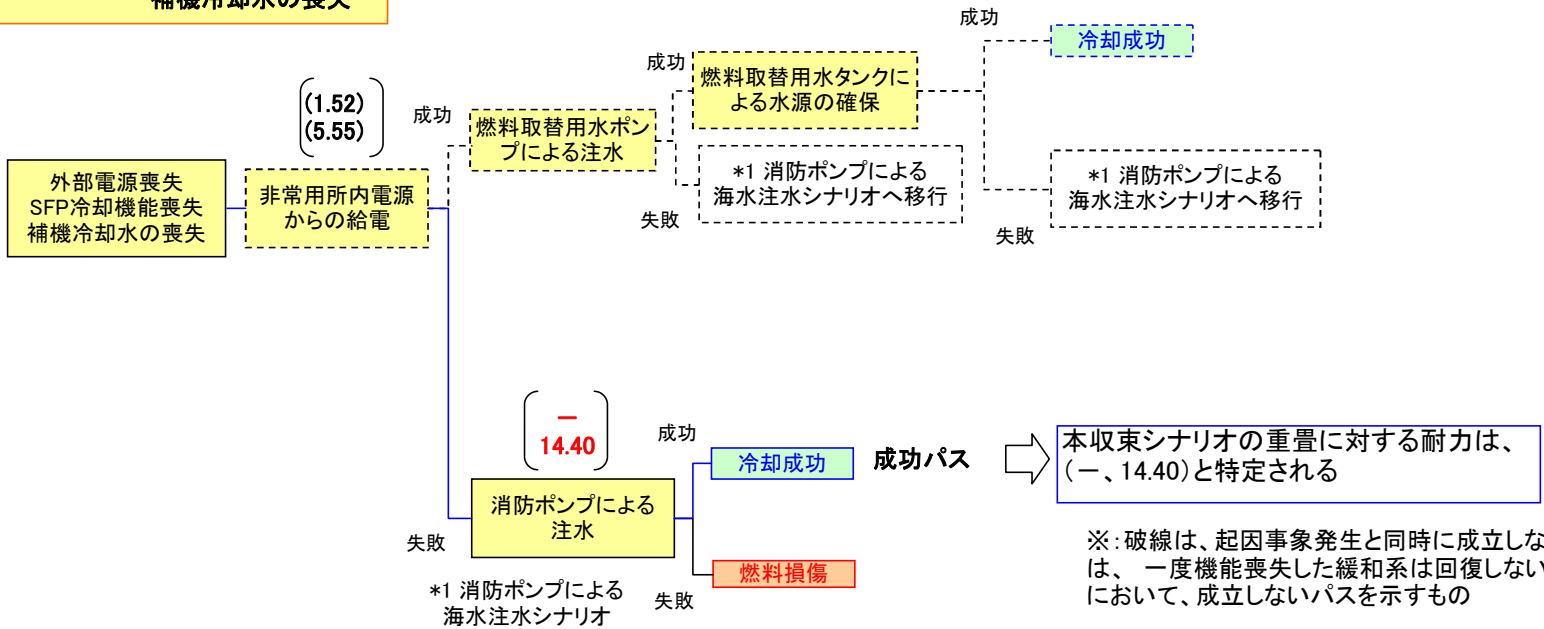 補機冷却水の喪失
成功
冷却成功
成功
燃料取替用水タンクに
よる水源の確保
(1.52)
(5.55)
成功
燃料取替用水ポン
プによる注水
*1 消防ポンプによる
海水注水シナリオへ移行
失敗
*1 消防ポンプによる
海水注水シナリオへ移行
失敗
外部電源喪失
SFP冷却機能喪失
補機冷却水の喪失
非常用所内電源
からの給電
－
14.40
成功
冷却成功
成功パス
本収束シナリオの重畳に対する耐力は、
(－、14.40)と特定される
消防ポンプによる
注水
失敗
*1 消防ポンプによる
海水注水シナリオ
失敗
燃料損傷
※:破線は、起因事象発生と同時に成立しな
は、 一度機能喪失した緩和系は回復しない
において、成立しないパスを示すもの